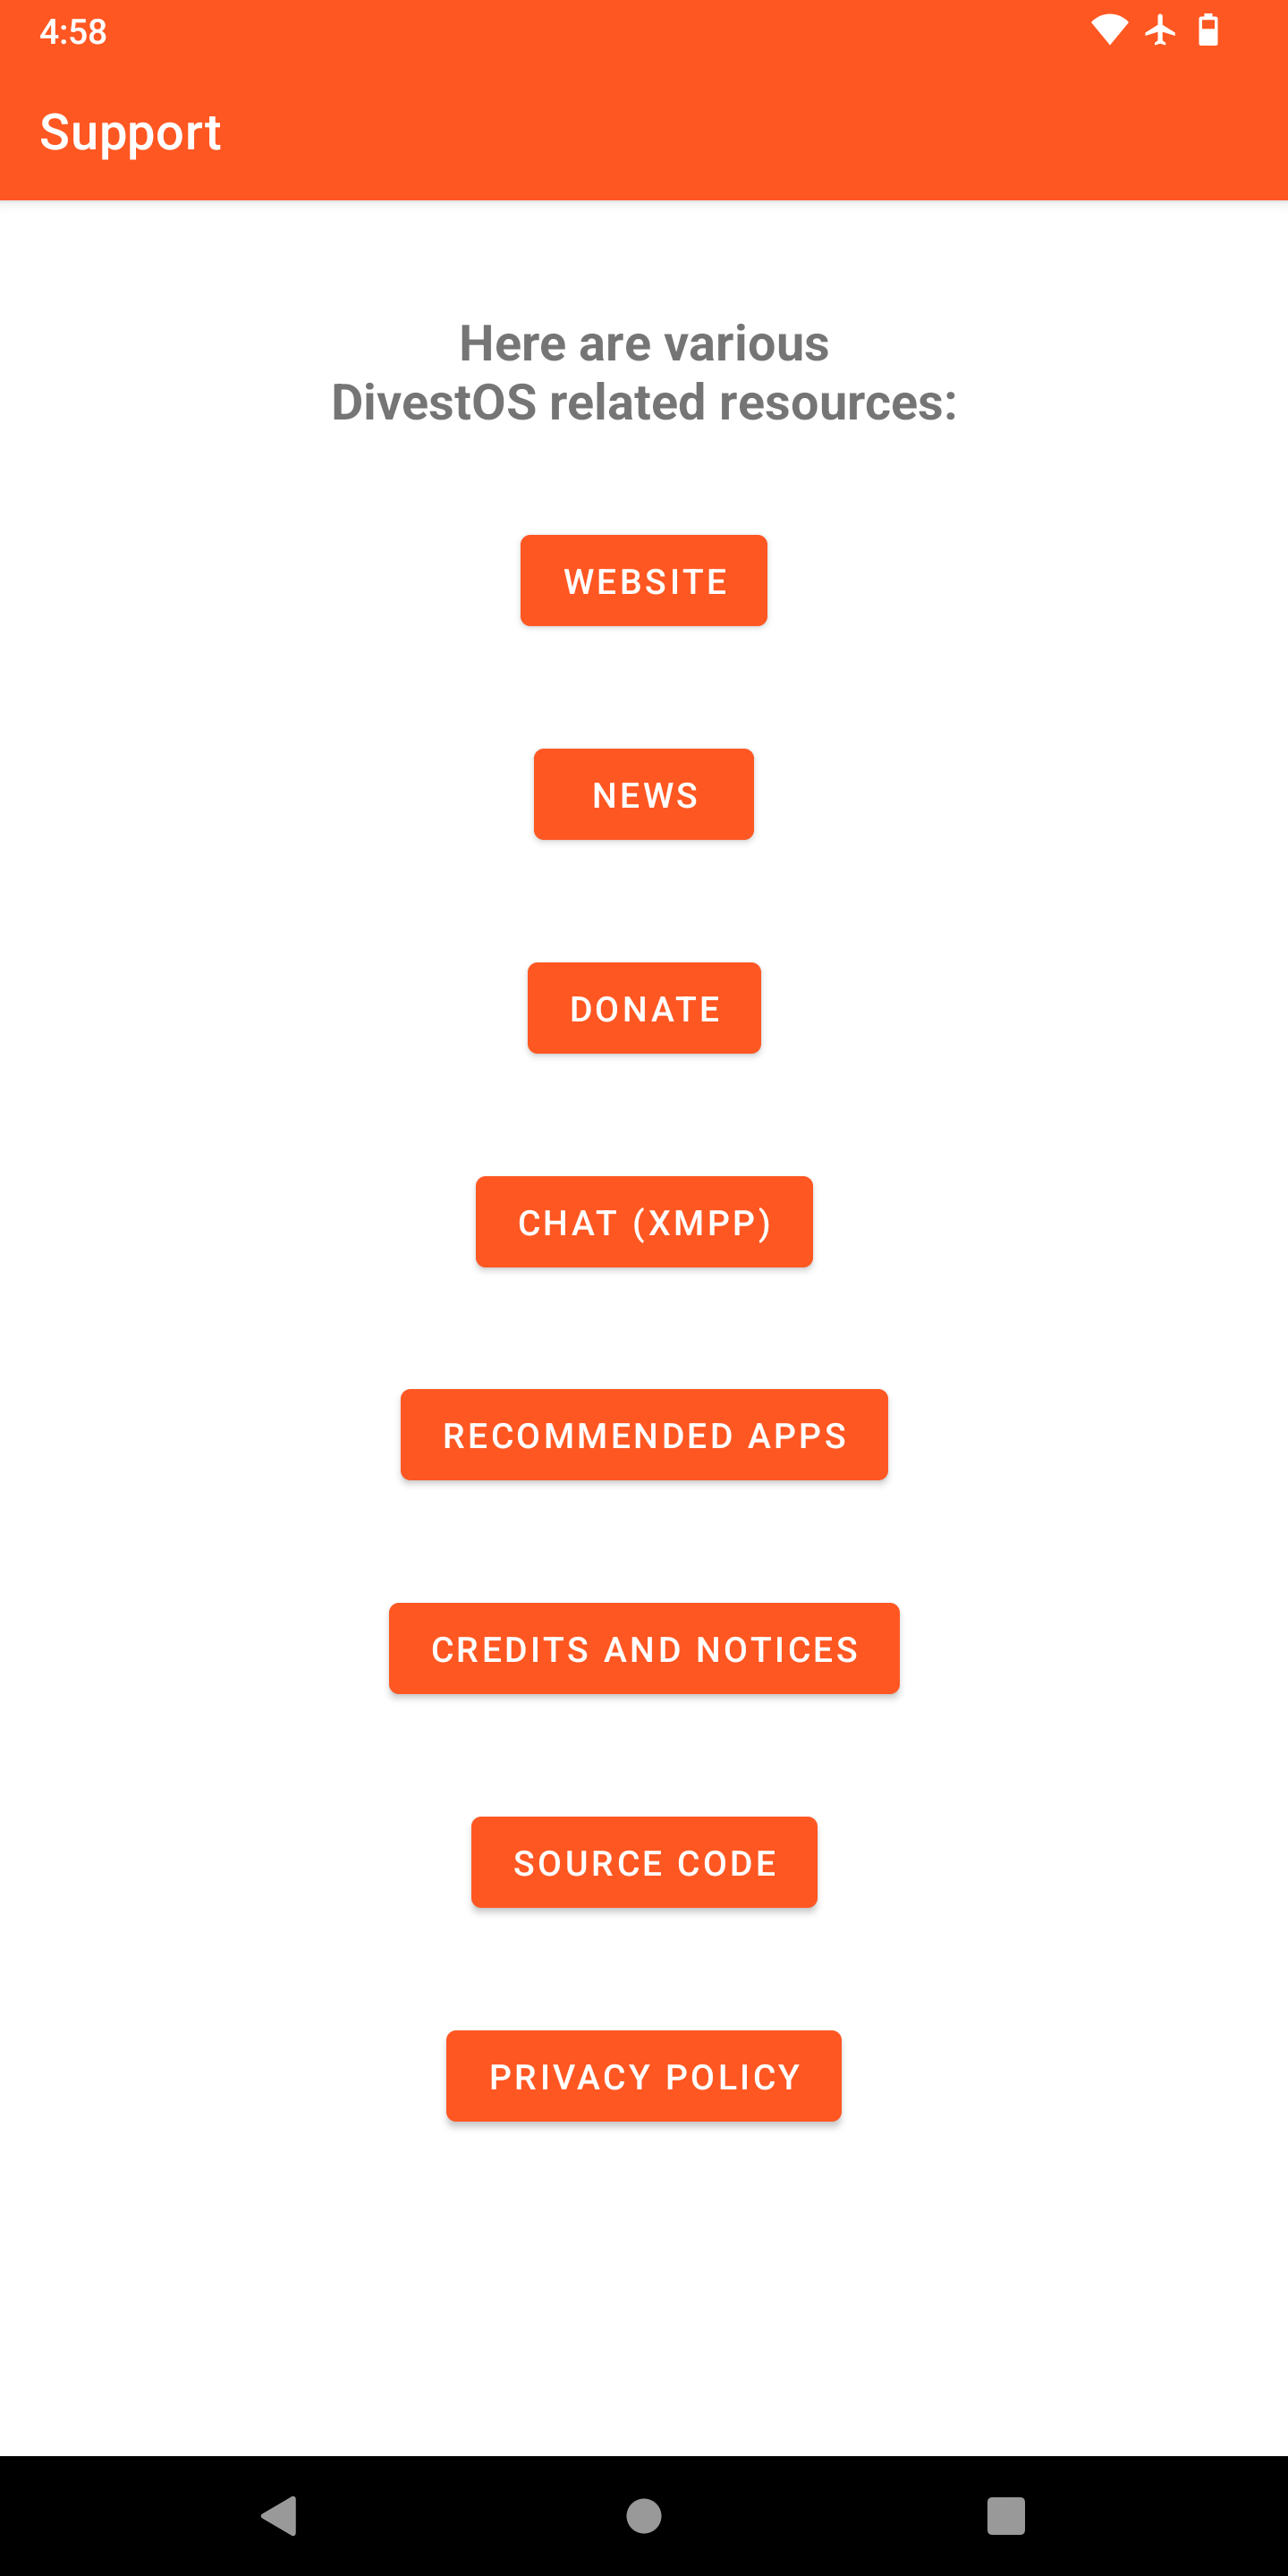 4:58
Support
Here are various
DivestOS related resources:
WEBSITE
NEWS
DONATE
CHAT (XMPP)
RECOMMENDED APPS
CREDITS AND NOTICES
SOURCE CODE
PRIVACY POLICY